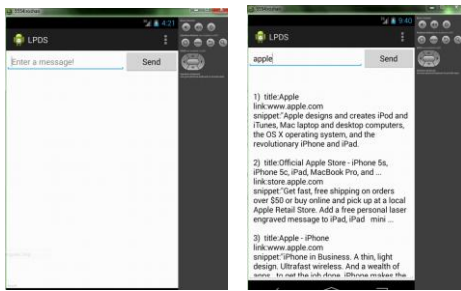 4:21
LPDS
Enter a message!
Send
9:40
LPDS
apple
Send
1) title:Apple
link:www.apple.com
snippet:"Apple designs and creates iPod and
iTunes, Mac laptop and desktop computers,
the OS X operating system, and the
revolutionary iPhone and iPad.
2) title:Official Apple Store - iPhone 5s,
iPhone 5c, iPad, MacBook Pro, and ...
link:store.apple.com
snippet:"Get fast, free shipping on orders
over $50 or buy online and pick up at a local
Apple Retail Store. Add a free personal laser
engraved message to iPad, iPad mini ...
3) title:Apple - iPhone
link:www.apple.com
snippet:"iPhone in Business. A thin, light
design. Ultrafast wireless. And a wealth of
apps to get the job done. iPhone makes the